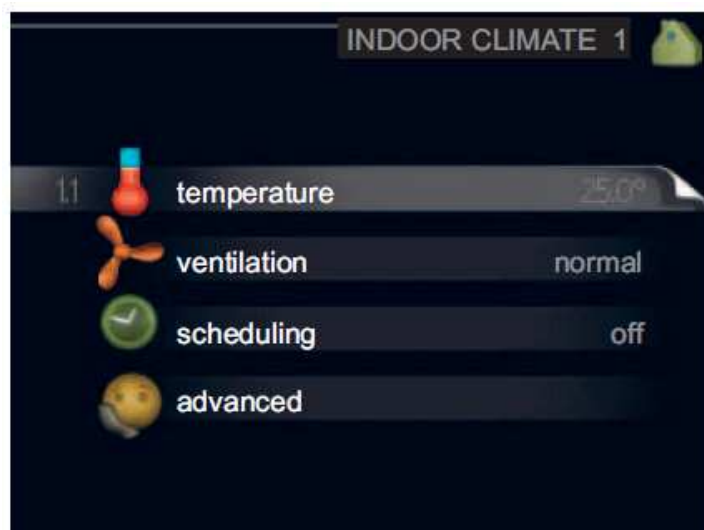 INDOOR CLIMATE 1
1.1 temperature 25.0°
ventilation normal
scheduling off
advanced